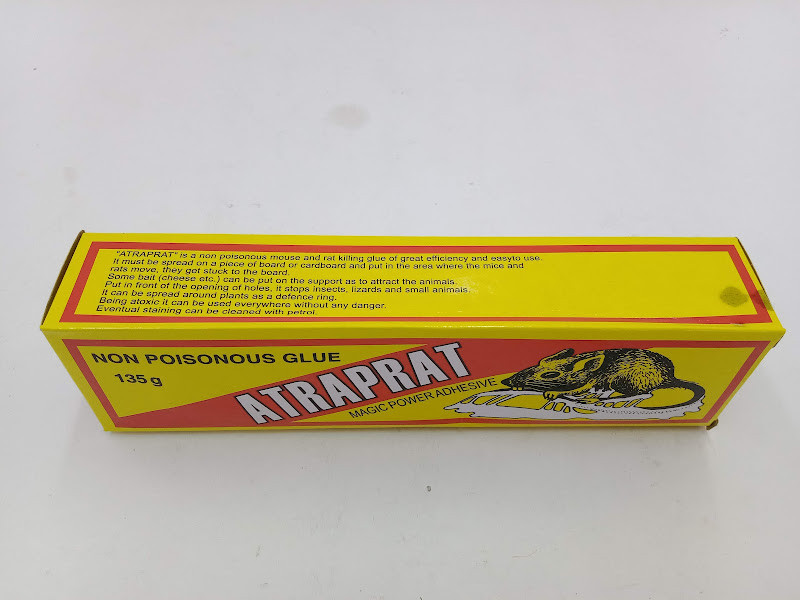 "ATRAPRAT" is a non poisonous mouse and rat killing glue of great efficiency and easyto use.
It must be spread on a piece of board or cardboard and put in the area where the mice and
rats move, they get stuck to the board.
Some bait (cheese etc.) can be put on the support as to attract the animals.
Put in front of the opening of holes, it stops insects, lizards and small animals.
It can be spread around plants as a defence ring.
Being atoxic it can be used everywhere without any danger.
Eventual staining can be cleaned with petrol.
NON POISONOUS GLUE
135 g
ATRAPRAT
MAGIC POWER ADHESIVE